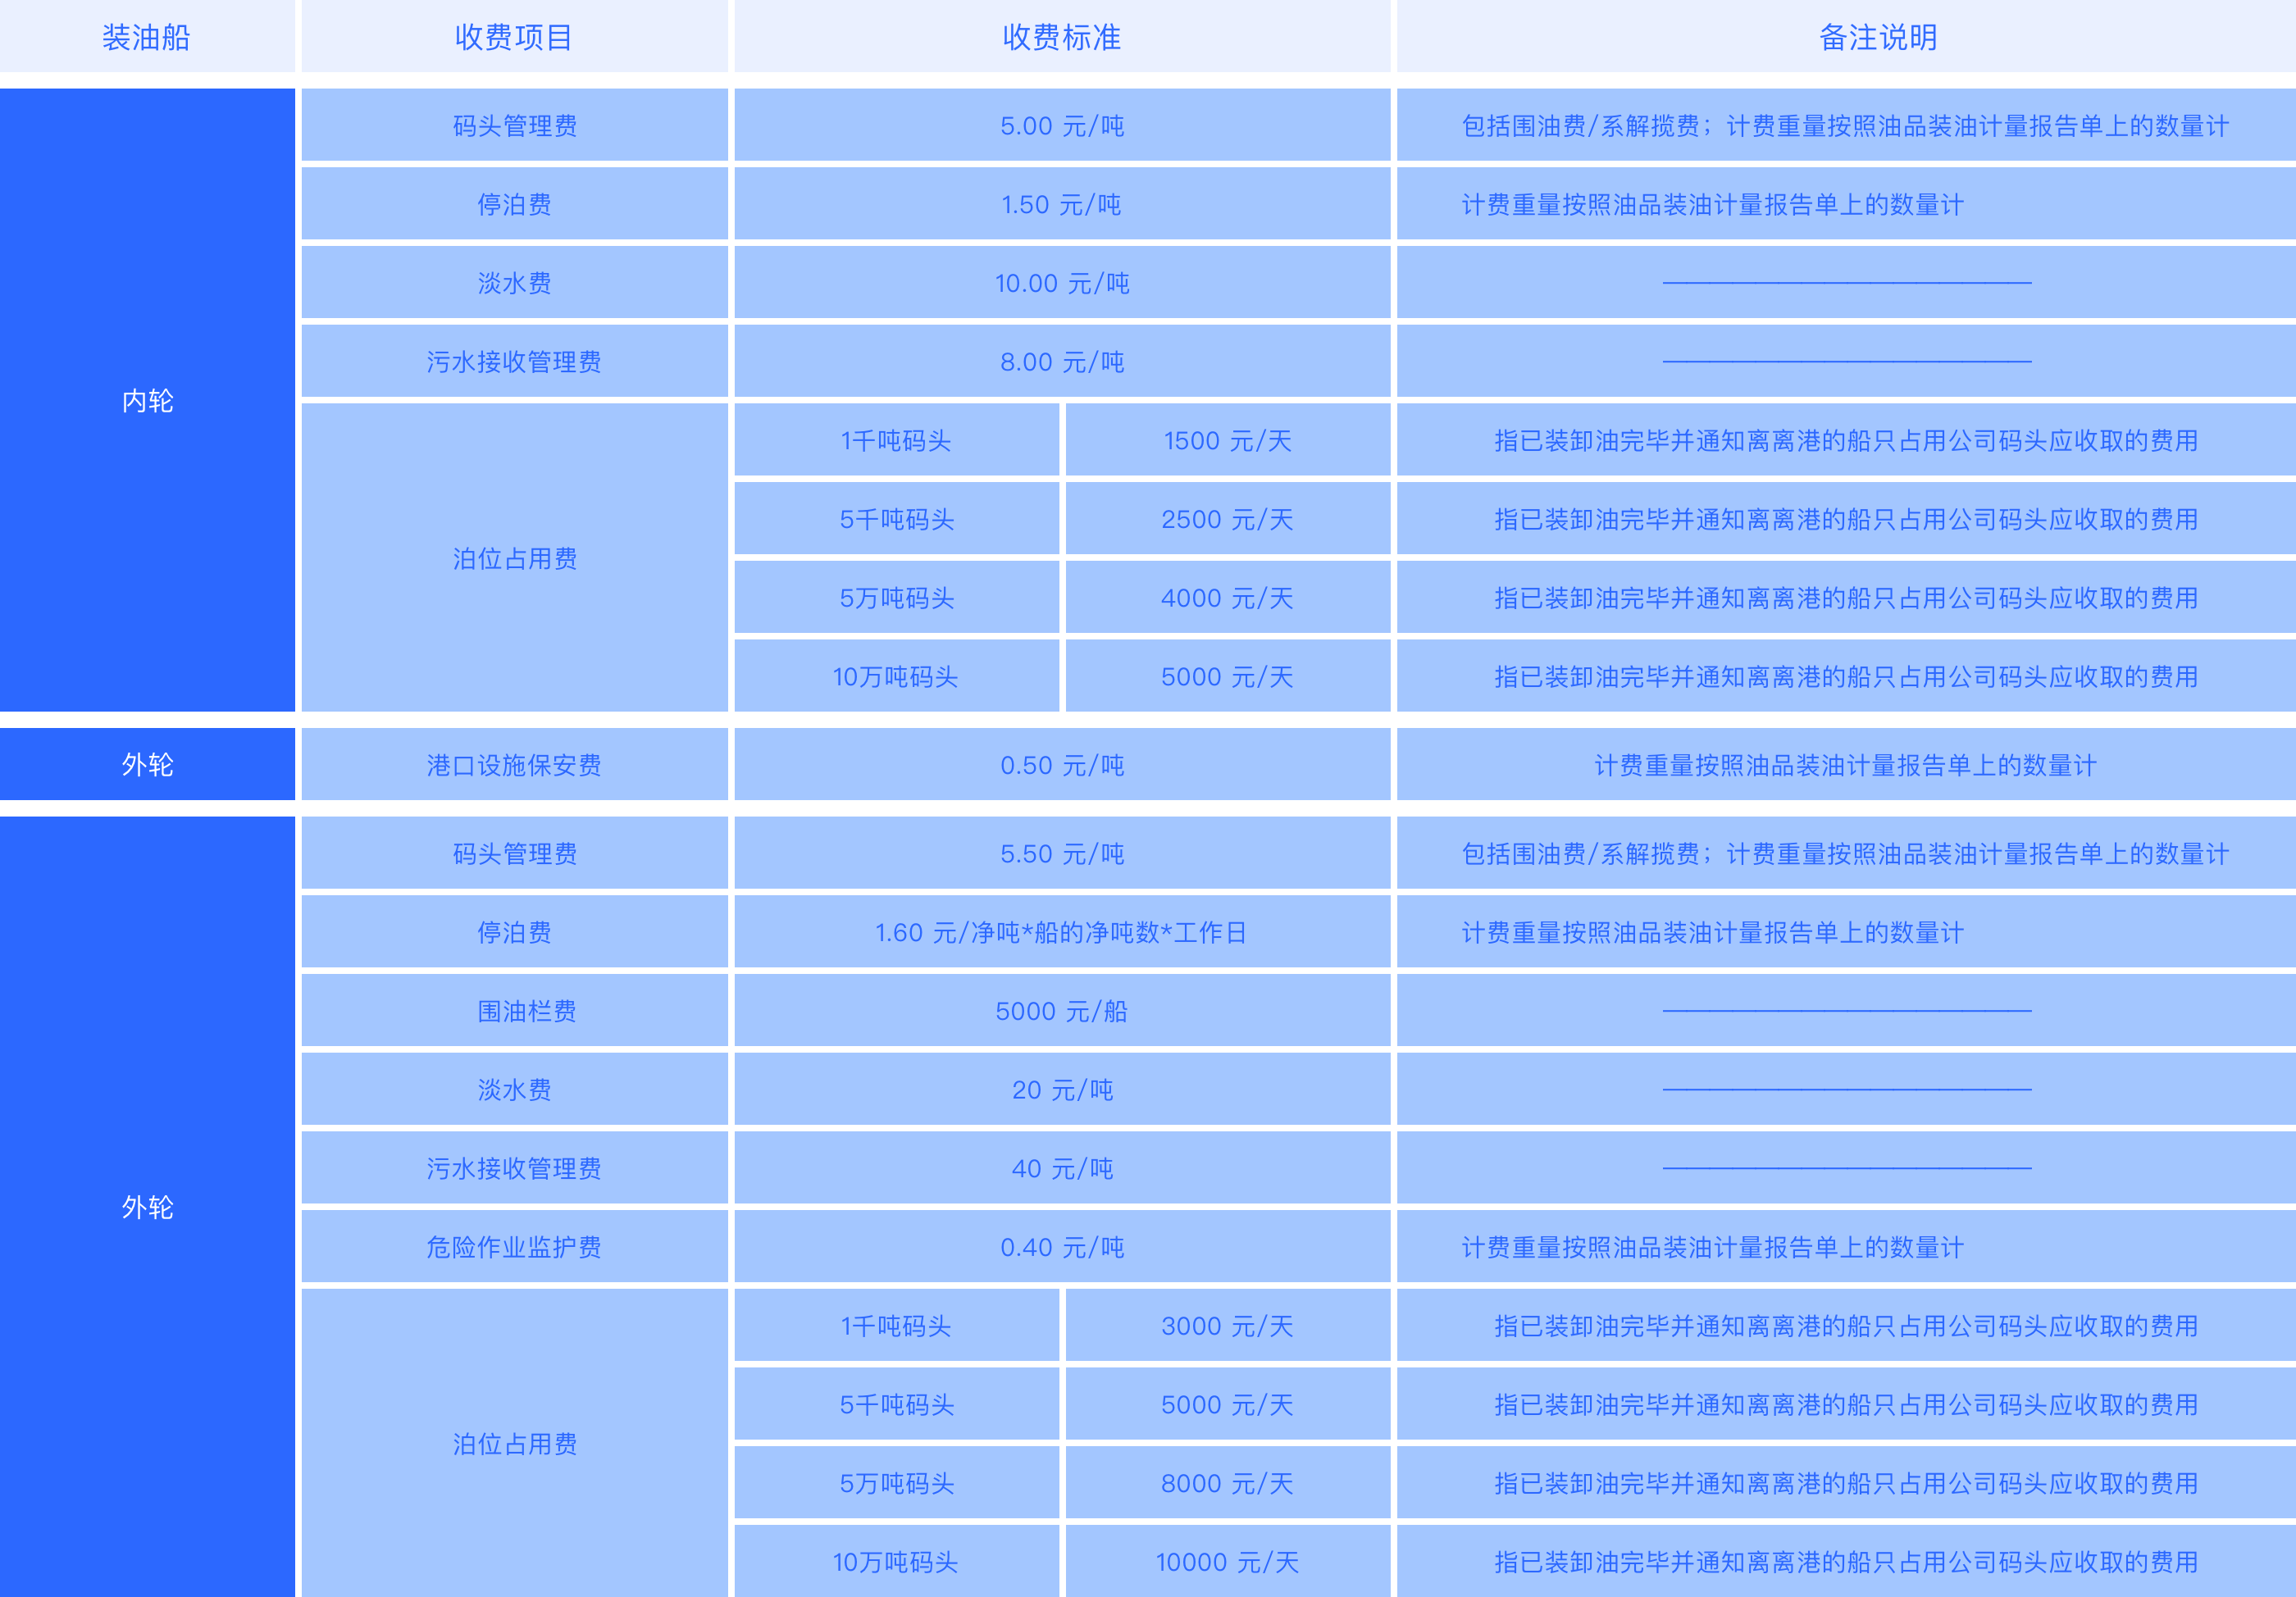 装油船 收费项目 收费标准 备注说明
内轮
码头管理费 5.00 元/吨 包括围油费/系解揽费；计费重量按照油品装油计量报告单上的数量计
停泊费 1.50 元/吨 计费重量按照油品装油计量报告单上的数量计
淡水费 10.00 元/吨 ————————————————
污水接收管理费 8.00 元/吨 ————————————————
泊位占用费
1千吨码头 1500 元/天 指已装卸油完毕并通知离离港的船只占用公司码头应收取的费用
5千吨码头 2500 元/天 指已装卸油完毕并通知离离港的船只占用公司码头应收取的费用
5万吨码头 4000 元/天 指已装卸油完毕并通知离离港的船只占用公司码头应收取的费用
10万吨码头 5000 元/天 指已装卸油完毕并通知离离港的船只占用公司码头应收取的费用
外轮 港口设施保安费 0.50 元/吨 计费重量按照油品装油计量报告单上的数量计
外轮
码头管理费 5.50 元/吨 包括围油费/系解揽费；计费重量按照油品装油计量报告单上的数量计
停泊费 1.60 元/净吨*船的净吨数*工作日 计费重量按照油品装油计量报告单上的数量计
围油栏费 5000 元/船 ————————————————
淡水费 20 元/吨 ————————————————
污水接收管理费 40 元/吨 ————————————————
危险作业监护费 0.40 元/吨 计费重量按照油品装油计量报告单上的数量计
泊位占用费
1千吨码头 3000 元/天 指已装卸油完毕并通知离离港的船只占用公司码头应收取的费用
5千吨码头 5000 元/天 指已装卸油完毕并通知离离港的船只占用公司码头应收取的费用
5万吨码头 8000 元/天 指已装卸油完毕并通知离离港的船只占用公司码头应收取的费用
10万吨码头 10000 元/天 指已装卸油完毕并通知离离港的船只占用公司码头应收取的费用